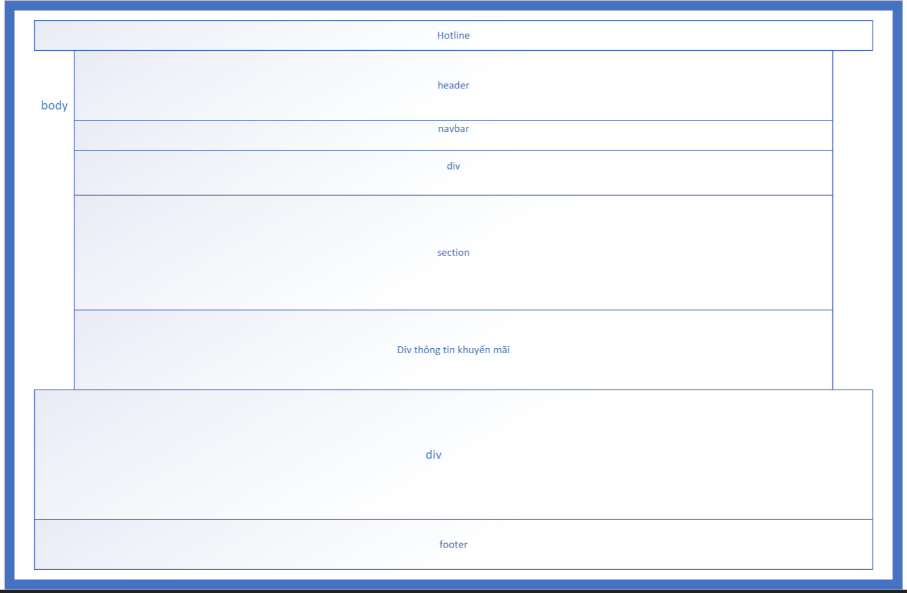 Hotline
header
body
navbar
div
section
Div thông tin khuyến mãi
div
footer